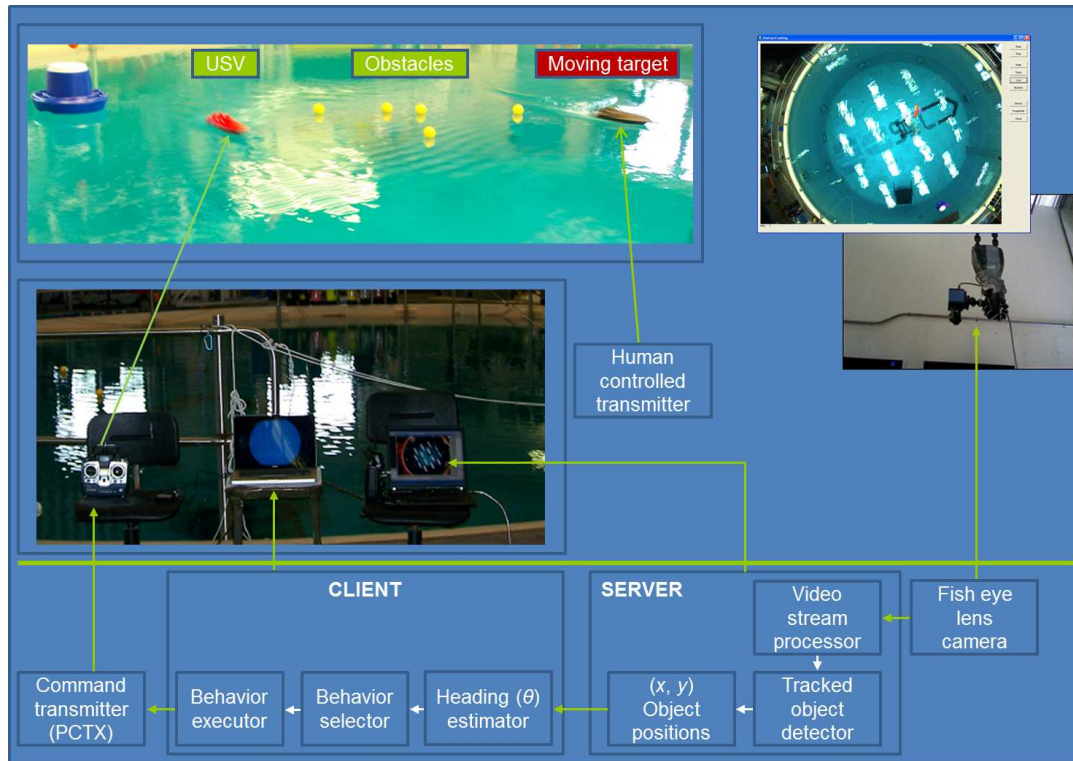 USV
Obstacles
Moving target
Human
controlled
transmitter
CLIENT
SERVER
Video
stream
processor
Fish eye
lens
camera
Command
transmitter
(PCTX)
Behavior
executor
Behavior
selector
Heading (θ)
estimator
(x, y)
Object
positions
Tracked
object
detector